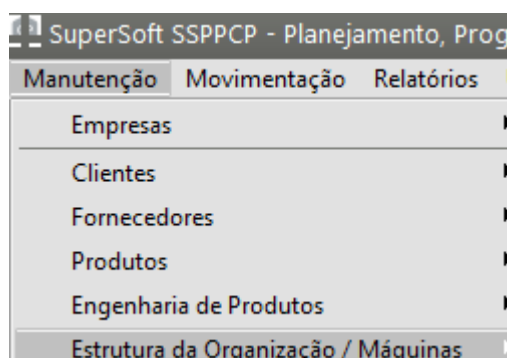 SuperSoft SSPPCP - Planejamento, Prog
Manutenção Movimentação Relatórios
Empresas
Clientes
Fornecedores
Produtos
Engenharia de Produtos
Estrutura da Organização / Máquinas